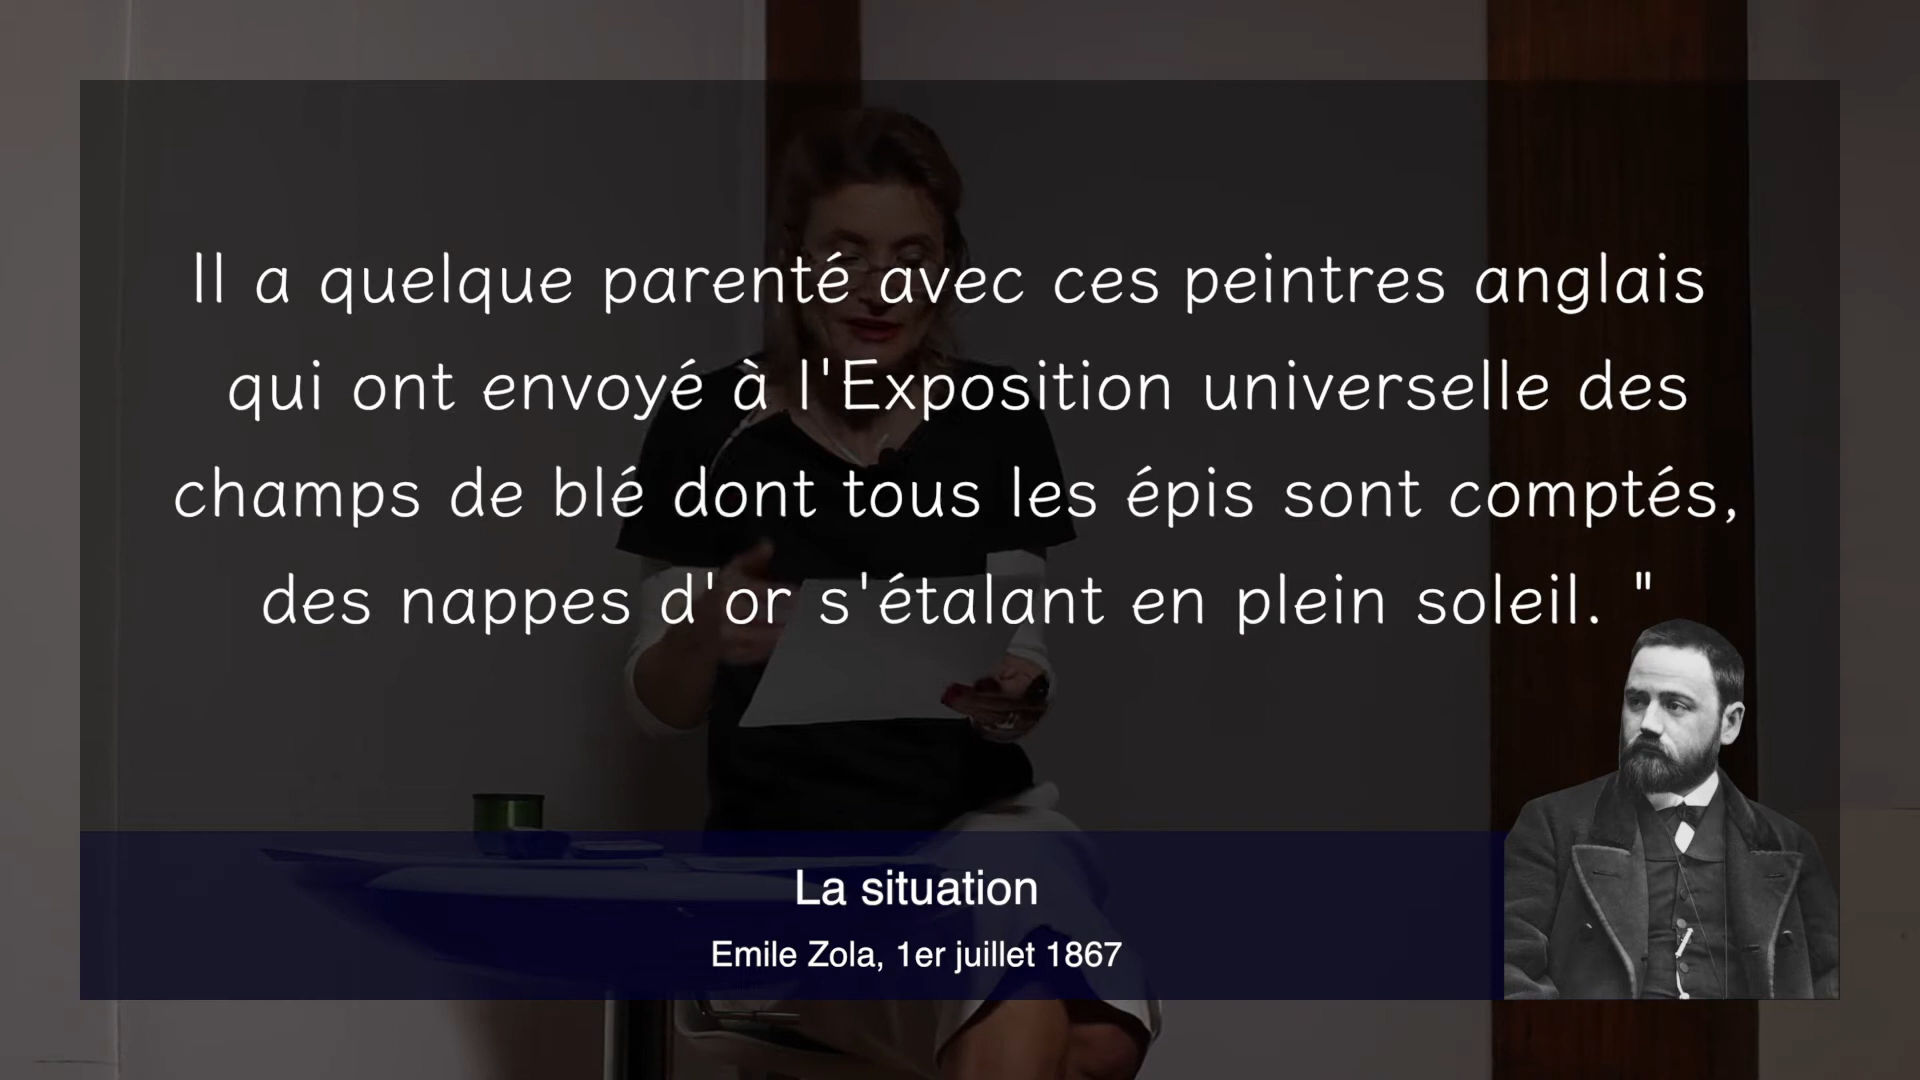 Il a quelque parenté avec ces peintres anglais
qui ont envoyé à l'Exposition universelle des
champs de blé dont tous les épis sont comptés,
des nappes d'or s'étalant en plein soleil. "
La situation
Emile Zola, 1er juillet 1867